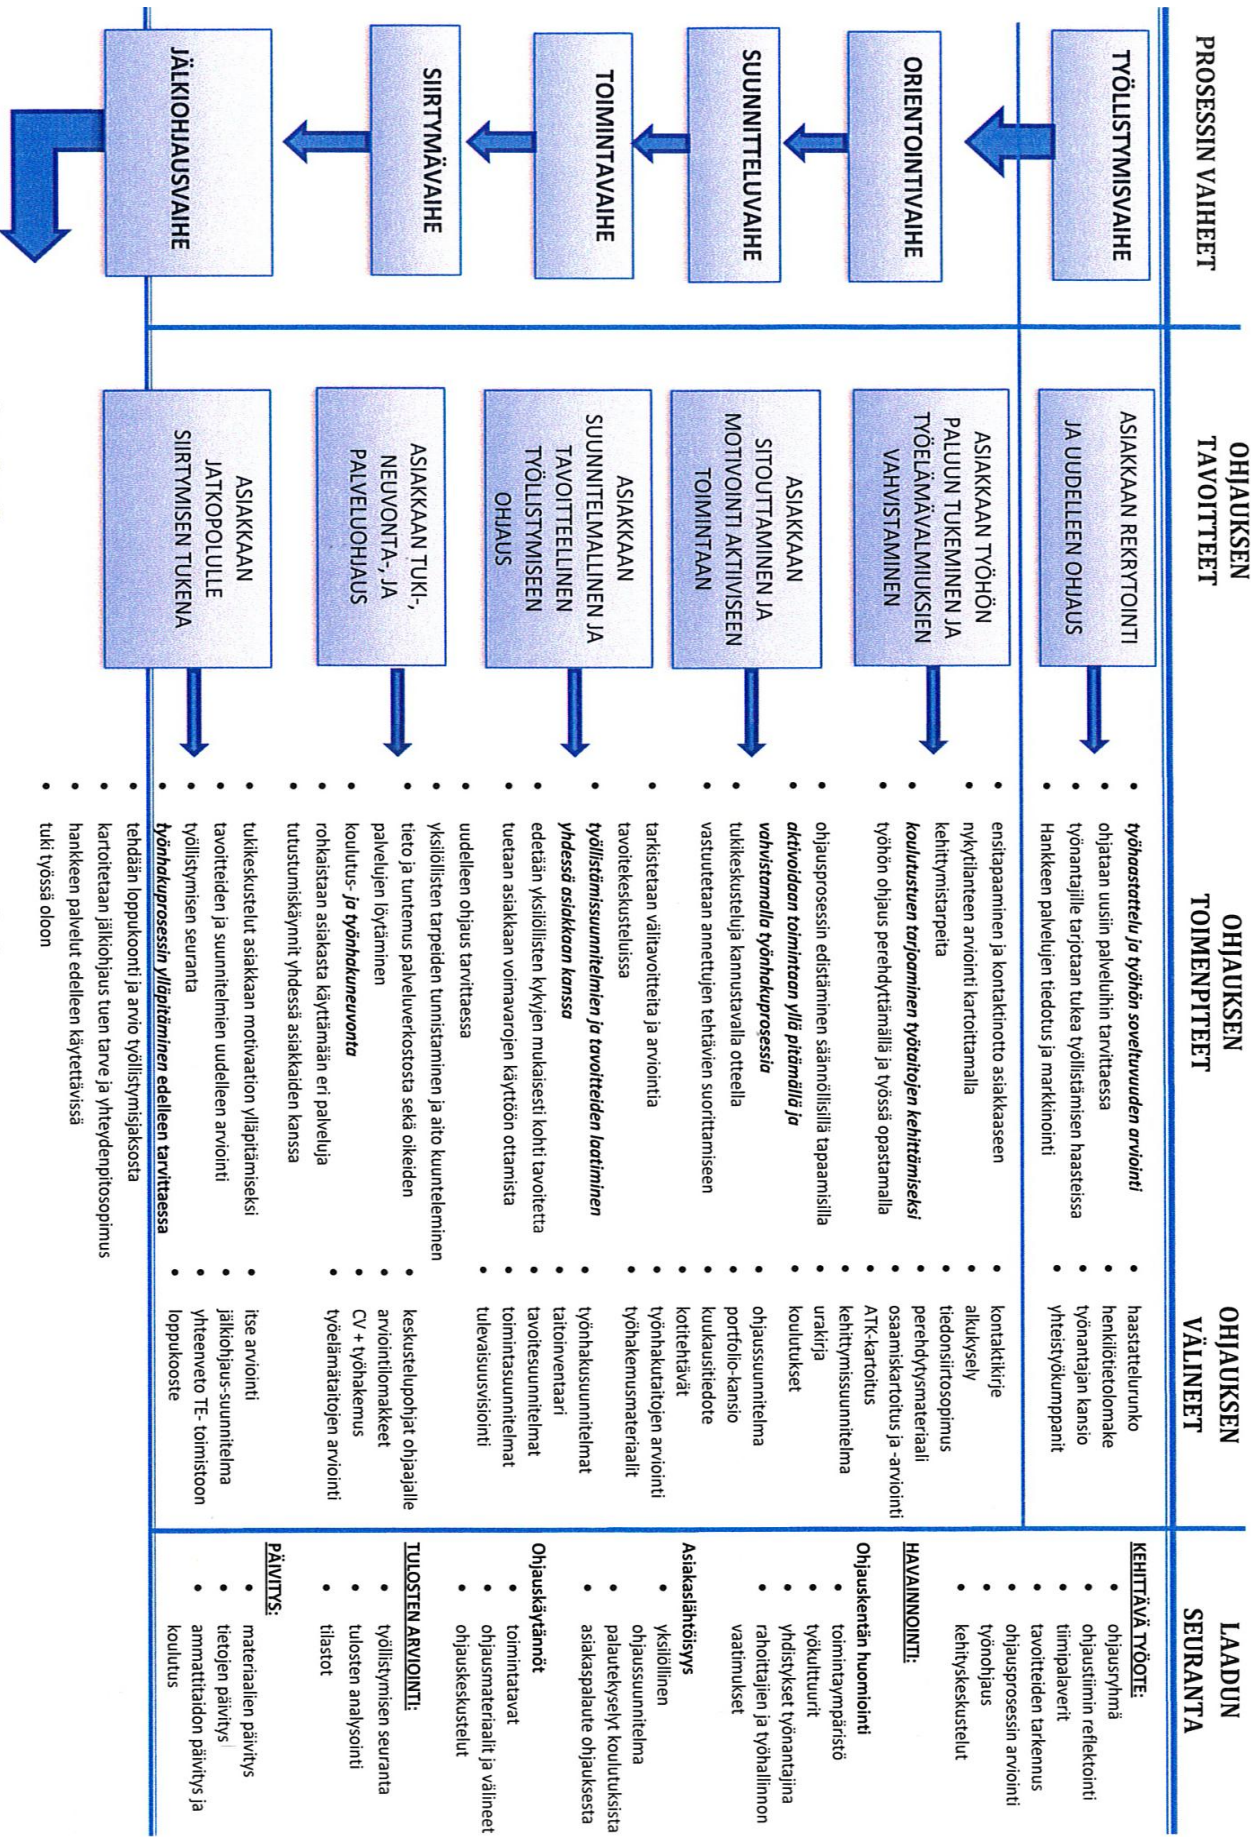 PROSESSIN VAIHEET
TYÖLLISTYMISVAIHE
ORIENTOINTIVAIHE
SUUNNITTELUVAIHE
TOIMINTAVAIHE
SIIRTYMÄVAIHE
JÄLKIOHJAUSVAIHE
OHJAUKSEN
TAVOITTEET
ASIAKKAAN REKRYTOINTI
JA UUDELLEEN OHJAUS
ASIAKKAAN TYÖHÖN
PALUUN TUKEMINEN JA
TYÖELÄMÄVALMIUKSIEN
VAHVISTAMINEN
ASIAKKAAN
SITOUTTAMINEN JA
MOTIVOINTI AKTIIVISEEN
TOIMINTAAN
ASIAKKAAN
SUUNNITELMALLINEN JA
TAVOITTEELLINEN
TYÖLLISTYMISEEN
OHJAUS
ASIAKKAAN TUKI-,
NEUVONTA-, JA
PALVELUOHJAUS
ASIAKKAAN
JATKOPOLULLE
SIIRTYMISEN TUKENA
OHJAUKSEN
TOIMENPITEET
• työhaastattelu ja työhön soveltuvuuden arviointi
• ohjataan uusiin palveluihin tarvittaessa
• työnantajille tarjotaan tukea työllistämisen haasteissa
• Hankkeen palvelujen tiedotus ja markkinointi
• ensitapaaminen ja kontaktinotto asiakkaaseen
• nykytilanteen arviointi kartoittamalla
kehittymistarpeita
• koulutustuen tarjoaminen työtaitojen kehittämiseksi
• työhön ohjaus perehdyttämällä ja työssä opastamalla
• ohjausprosessin edistäminen säännöllisillä tapaamisilla
• aktivoidaan toimintaan yllä pitämällä ja
vahvistamalla työnhakuprosessia
• tukikeskusteluja kannustavalla otteella
• vastuutetaan annettujen tehtävien suorittamiseen
• tarkistetaan välitavoitteita ja arviointia
tavoitekeskusteluissa
• työllistämissuunnitelmien ja tavoitteiden laatiminen
yhdessä asiakkaan kanssa
• edetään yksilöllisten kykyjen mukaisesti kohti tavoitetta
• tuetaan asiakkaan voimavarojen käyttöön ottamista
• uudelleen ohjaus tarvittaessa
• yksilöllisten tarpeiden tunnistaminen ja aito kuunteleminen
• tieto ja tuntemus palveluverkostosta sekä oikeiden
palvelujen löytäminen
• koulutus- ja työnhakuneuvonta
• rohkaistaan asiakasta käyttämään eri palveluja
• tutustumiskäynnit yhdessä asiakkaiden kanssa
• tukikeskustelut asiakkaan motivaation ylläpitämiseksi
• tavoitteiden ja suunnitelmien uudelleen arviointi
• työllistymisen seuranta
• työnhakuprosessin ylläpitäminen edelleen tarvittaessa
• tehdään loppukoonti ja arvio työllistymisjaksosta
• kartoitetaan jälkiohjaus tuen tarve ja yhteydenpitosopimus
• hankkeen palvelut edelleen käytettävissä
• tuki työssä oloon
OHJAUKSEN
VÄLINEET
• haastattelurunko
• henkilötietolomake
• työnantajan kansio
• yhteistyökumppanit
• kontaktikirje
• alkukysely
• tiedonsiirtosopimus
• perehdytysmateriaali
• osaamiskartoitus ja -arviointi
• ATK-kartoitus
• kehittymissuunnitelma
• urakirja
• koulutukset
• ohjaussuunnitelma
• portfolio-kansio
• kuukausitiedote
• kotitehtävät
• työnhakutaitojen arviointi
• työhakemusmateriaalit
• työnhakusuunnitelmat
• taitoinventaari
• tavoitesuunnitelmat
• toimintasuunnitelmat
• tulevaisuusvisiointi
• keskustelupohjat ohjaajalle
• arviointilomakkeet
• CV + työhakemus
• työelämätaitojen arviointi
• itse arviointi
• jälkiohjaus-suunnitelma
• yhteenveto TE- toimistoon
• loppukooste
LAADUN
SEURANTA
KEHITTÄVÄ TYÖOTE:
• ohjausryhmä
• ohjaustiimin reflektointi
• tiimipalaverit
• tavoitteiden tarkennus
• ohjausprosessin arviointi
• työnohjaus
• kehityskeskustelut
HAVAINNOINTI:
Ohjauskentän huomiointi
• toimintaympäristö
• työkulttuurit
• yhdistykset työnantajina
• rahoittajien ja työhallinnon
vaatimukset
Asiakaslähtöisyys
• yksilöllinen
ohjaussuunnitelma
• palautekyselyt koulutuksista
• asiakaspalaute ohjauksesta
Ohjauskäytännöt
• toimintatavat
• ohjausmateriaalit ja välineet
• ohjauskeskustelut
TULOSTEN ARVIOINTI:
• työllistymisen seuranta
• tulosten analysointi
• tilastot
PÄIVITYS:
• materiaalien päivitys
• tietojen päivitys
• ammattitaidon päivitys ja
koulutus